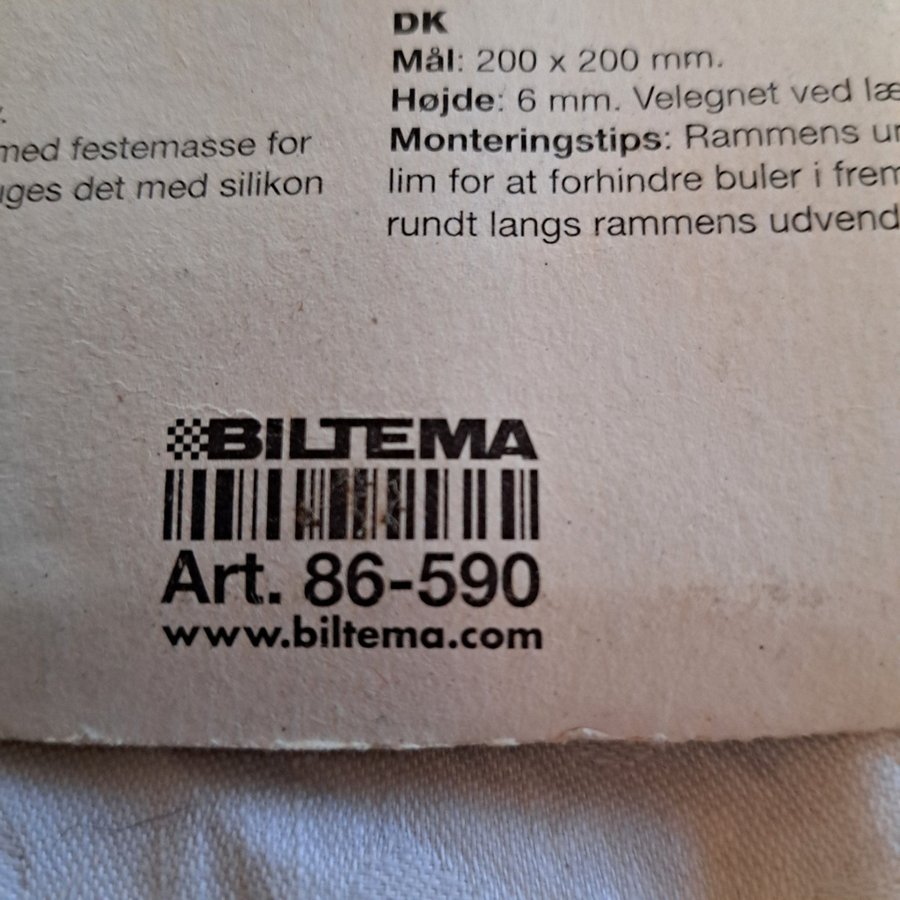 med festemasse for
det med silikon
DK
Mål: 200 x 200 mm.
Højde: 6 mm. Velegnet ved
Monteringstips: Rammens
lim for at forhindre buler i
rundt langs rammens
BILTEMA
Art. 86-590
www.biltema.com